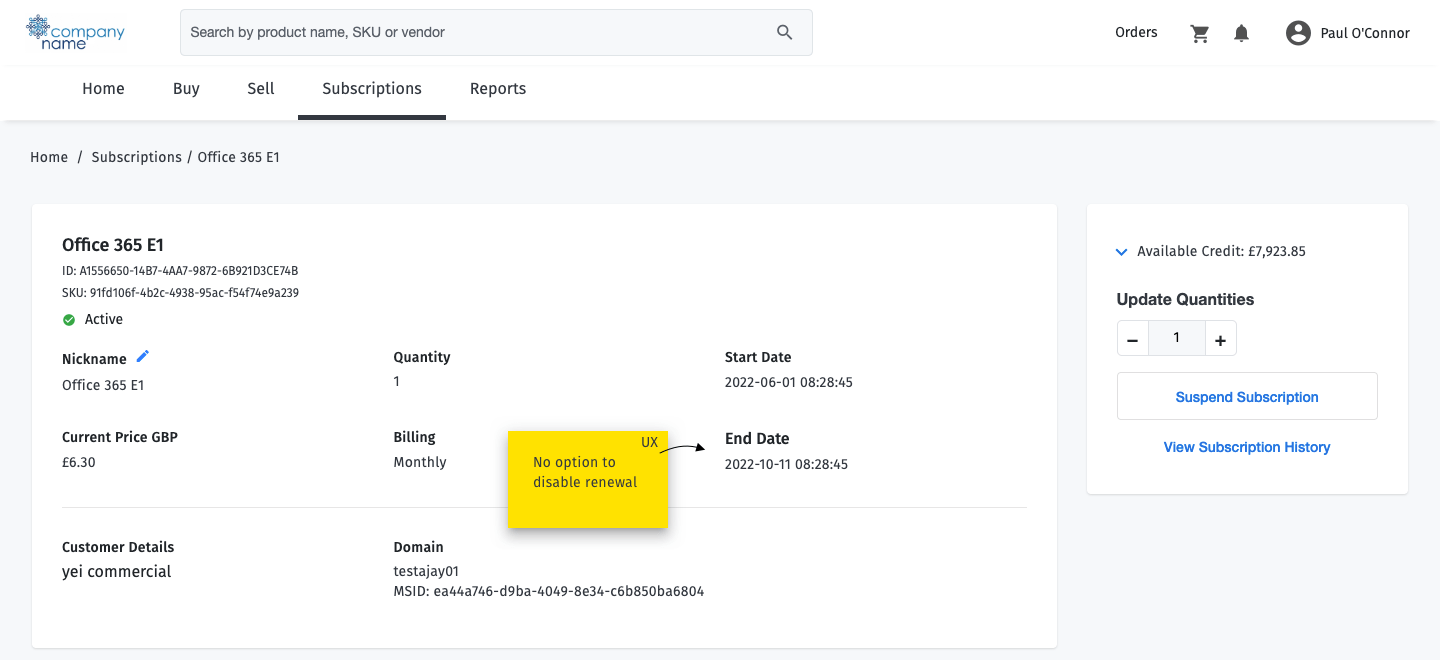 company
name
Search by product name, SKU or vendor
Orders
Paul O'Connor
Home
Buy
Sell
Subscriptions
Reports
Home / Subscriptions / Office 365 E1
Office 365 E1
ID: A1556650-14B7-4AA7-9872-6B921D3CE74B
SKU: 91fd106f-4b2c-4938-95ac-f54f74e9a239
Active
Nickname
Office 365 E1
Quantity
1
Start Date
2022-06-01 08:28:45
Current Price GBP
£6.30
Billing
Monthly
UX
No option to
disable renewal
End Date
2022-10-11 08:28:45
Customer Details
yei commercial
Domain
testajay01
MSID: ea44a746-d9ba-4049-8e34-c6b850ba6804
Available Credit: £7,923.85
Update Quantities
− 1 +
Suspend Subscription
View Subscription History